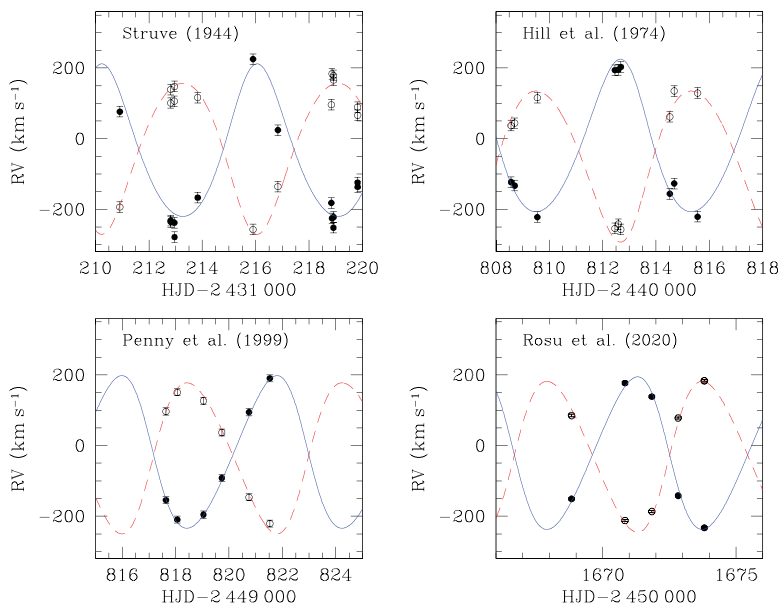 Struve (1944)
RV (km s⁻¹)
200
0
−200
210 212 214 216 218 220
HJD−2 431 000
Hill et al. (1974)
RV (km s⁻¹)
200
0
−200
808 810 812 814 816 818
HJD−2 440 000
Penny et al. (1999)
RV (km s⁻¹)
200
0
−200
816 818 820 822 824
HJD−2 449 000
Rosu et al. (2020)
RV (km s⁻¹)
200
0
−200
1670 1675
HJD−2 450 000